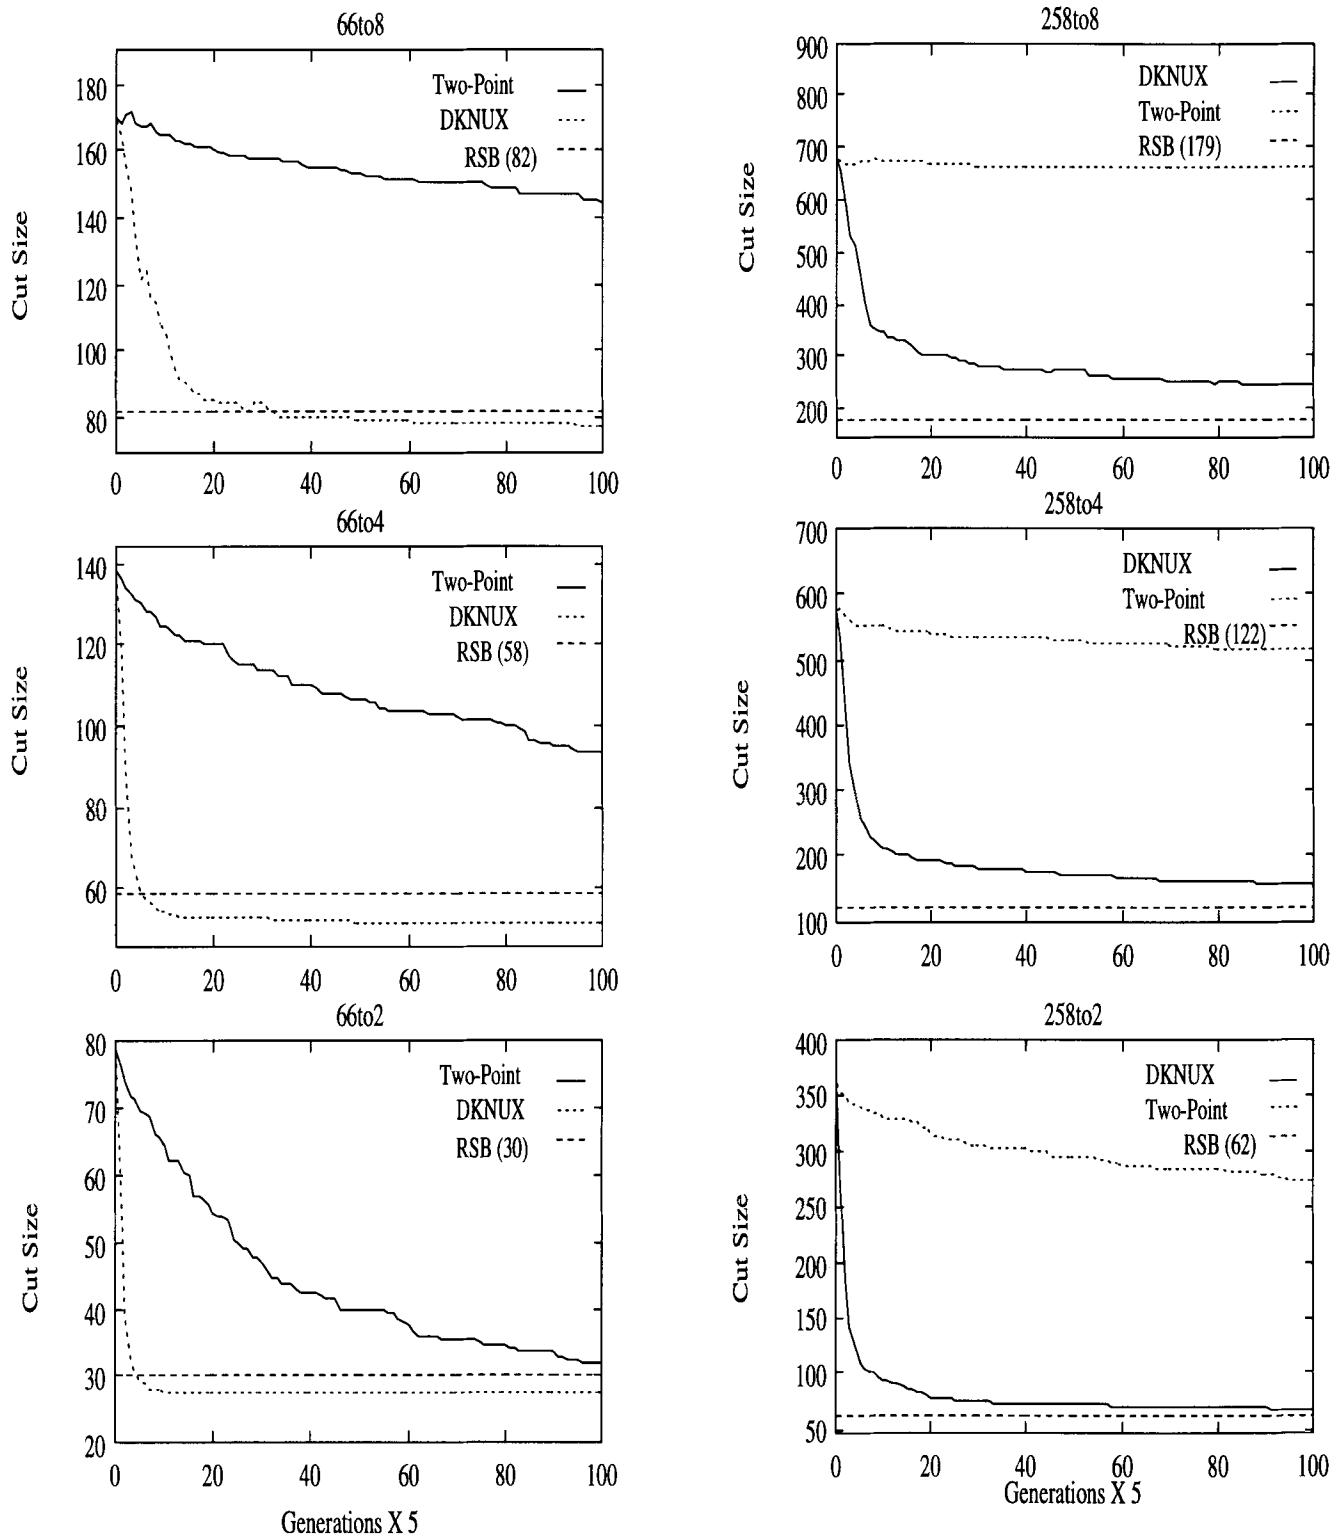 66to8
Cut Size
180
160
140
120
100
80
Two-Point
DKNUX
RSB (82)
0 20 40 60 80 100
258to8
Cut Size
900
800
700
600
500
400
300
200
DKNUX
Two-Point
RSB (179)
0 20 40 60 80 100
66to4
Cut Size
140
120
100
80
60
Two-Point
DKNUX
RSB (58)
0 20 40 60 80 100
258to4
Cut Size
700
600
500
400
300
200
100
DKNUX
Two-Point
RSB (122)
0 20 40 60 80 100
66to2
Cut Size
80
70
60
50
40
30
20
Two-Point
DKNUX
RSB (30)
0 20 40 60 80 100
Generations X 5
258to2
Cut Size
400
350
300
250
200
150
100
50
DKNUX
Two-Point
RSB (62)
0 20 40 60 80 100
Generations X 5